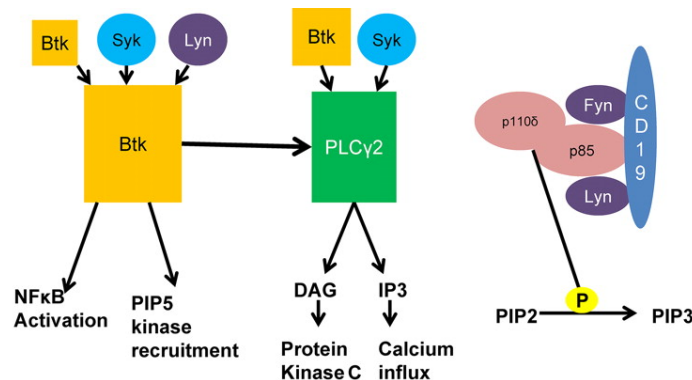 Btk
Syk
Lyn
Btk
NFκB
Activation
PIP5
kinase
recruitment
Btk
Syk
PLCγ2
DAG
IP3
Protein
Kinase C
Calcium
influx
p110δ
p85
Fyn
Lyn
CD19
P
PIP2
PIP3